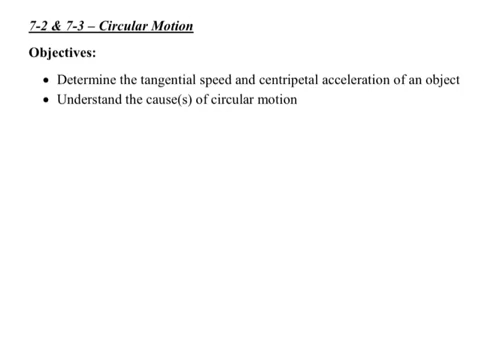 7-2 & 7-3 – Circular Motion
Objectives:
• Determine the tangential speed and centripetal acceleration of an object
• Understand the cause(s) of circular motion